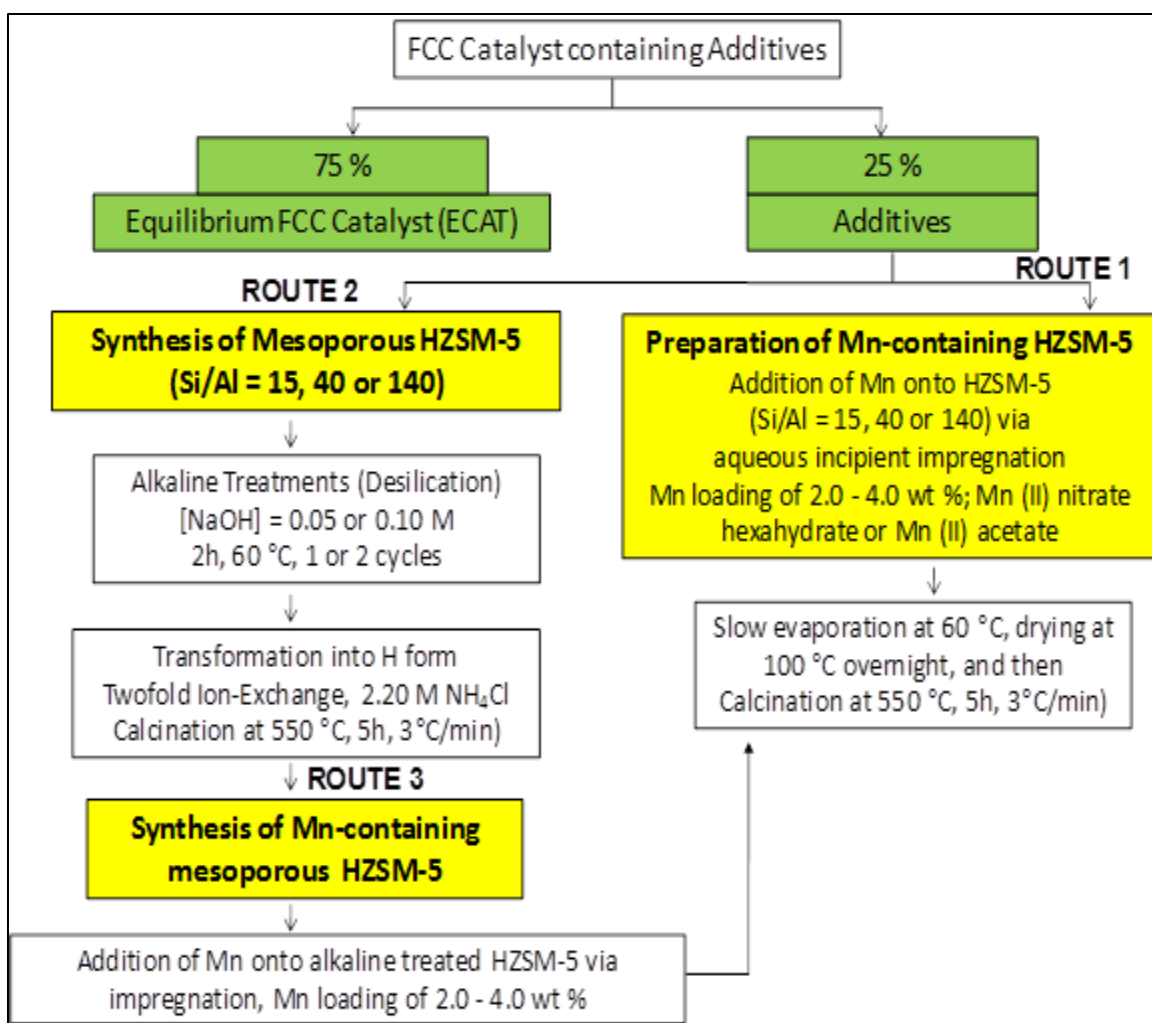 FCC Catalyst containing Additives
75 %
Equilibrium FCC Catalyst (ECAT)
25 %
Additives
ROUTE 1
ROUTE 2
Synthesis of Mesoporous HZSM-5
(Si/Al = 15, 40 or 140)
Alkaline Treatments (Desilication)
[NaOH] = 0.05 or 0.10 M
2h, 60 °C, 1 or 2 cycles
Transformation into H form
Twofold Ion-Exchange, 2.20 M NH₄Cl
Calcination at 550 °C, 5h, 3°C/min)
ROUTE 3
Synthesis of Mn-containing
mesoporous HZSM-5
Addition of Mn onto alkaline treated HZSM-5 via
impregnation, Mn loading of 2.0 - 4.0 wt %
Preparation of Mn-containing HZSM-5
Addition of Mn onto HZSM-5
(Si/Al = 15, 40 or 140) via
aqueous incipient impregnation
Mn loading of 2.0 - 4.0 wt %; Mn (II) nitrate
hexahydrate or Mn (II) acetate
Slow evaporation at 60 °C, drying at
100 °C overnight, and then
Calcination at 550 °C, 5h, 3°C/min)